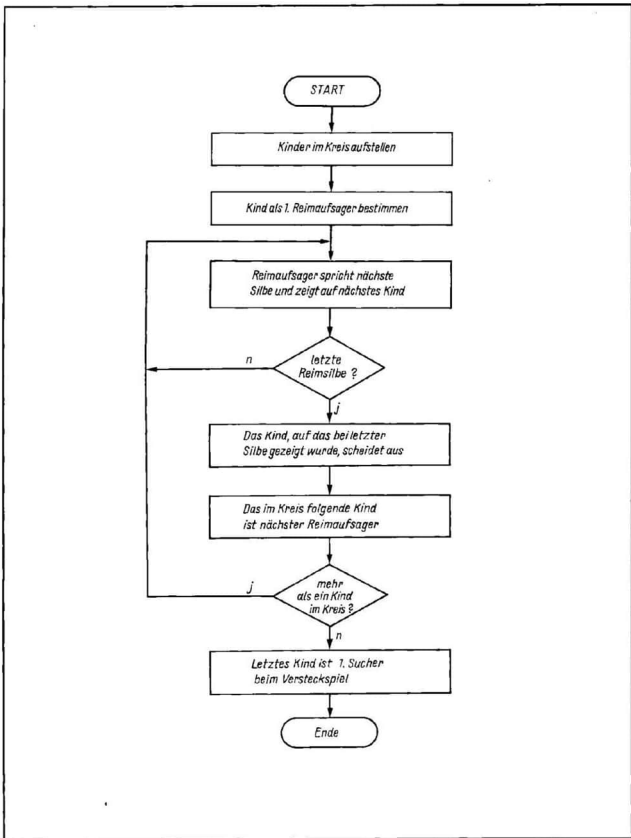 START
Kinder im Kreis aufstellen
Kind als 1. Reimaufsager bestimmen
Reimaufsager spricht nächste
Silbe und zeigt auf nächstes Kind
letzte
Reimsilbe ?
n
j
Das Kind, auf das bei letzter
Silbe gezeigt wurde, scheidet aus
Das im Kreis folgende Kind
ist nächster Reimaufsager
mehr
als ein Kind
im Kreis ?
j
n
Letztes Kind ist 1. Sucher
beim Versteckspiel
Ende